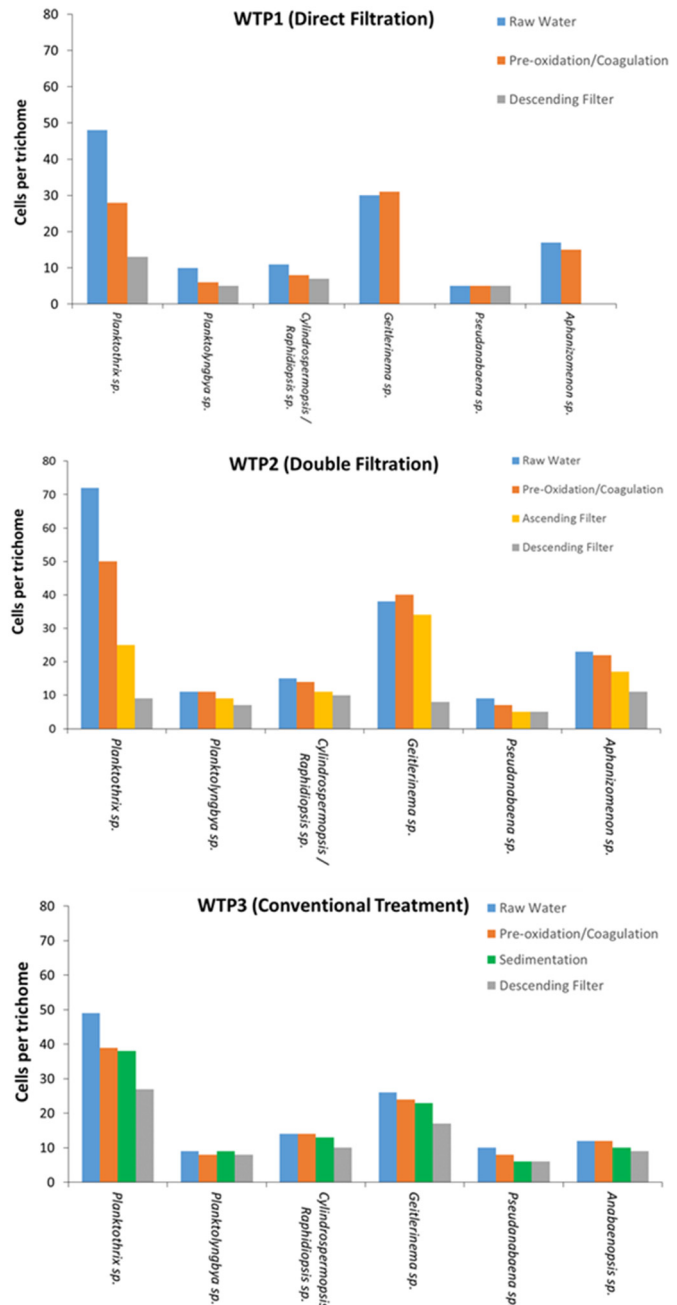 WTP1 (Direct Filtration)
Raw Water
Pre-oxidation/Coagulation
Descending Filter
Cells per trichome
80
70
60
50
40
30
20
10
0
Planktothrix sp.
Planktolyngbya sp.
Cylindrospermopsis /
Raphidiopsis sp.
Geitlerinema sp.
Pseudanabaena sp.
Aphanizomenon sp.
WTP2 (Double Filtration)
Raw Water
Pre-Oxidation/Coagulation
Ascending Filter
Descending Filter
Cells per trichome
80
70
60
50
40
30
20
10
0
Planktothrix sp.
Planktolyngbya sp.
Cylindrospermopsis /
Raphidiopsis sp.
Geitlerinema sp.
Pseudanabaena sp.
Aphanizomenon sp.
WTP3 (Conventional Treatment)
Raw Water
Pre-oxidation/Coagulation
Sedimentation
Descending Filter
Cells per trichome
80
70
60
50
40
30
20
10
0
Planktothrix sp.
Planktolyngbya sp.
Cylindrospermopsis
Raphidiopsis sp.
Geitlerinema sp.
Pseudanabaena sp
Anabaenopsis sp.